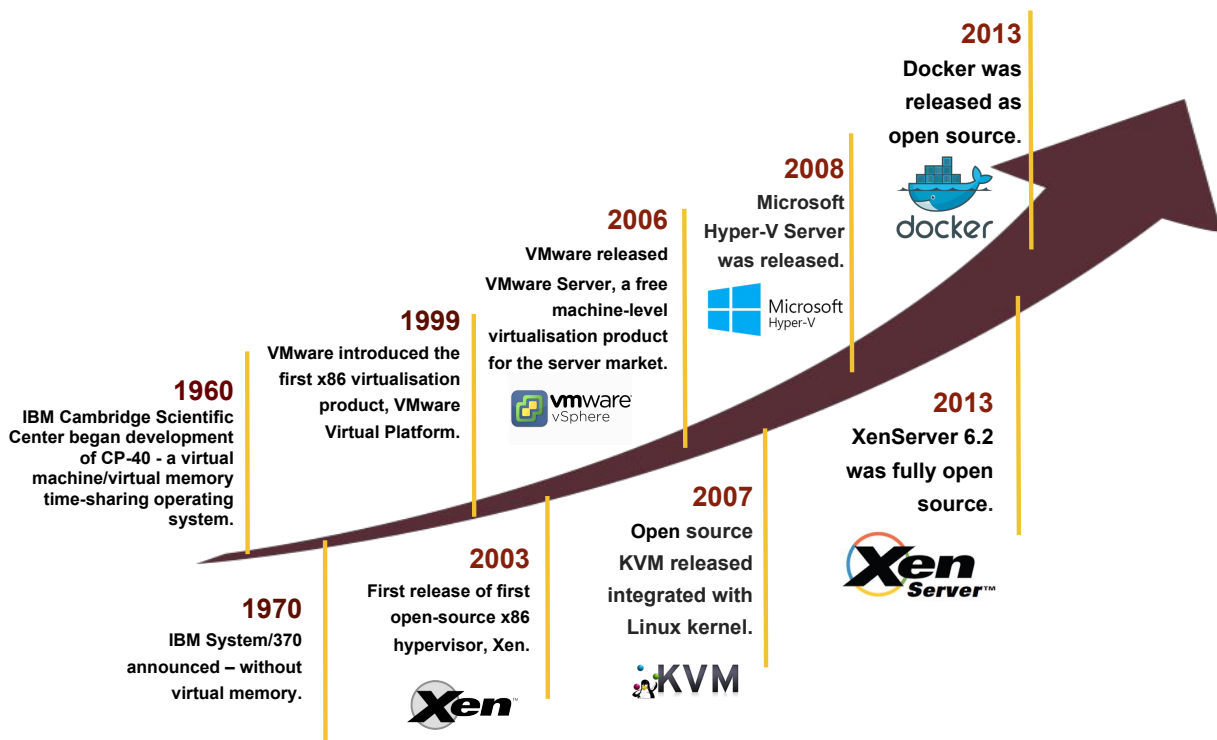 1960
IBM Cambridge Scientific
Center began development
of CP-40 - a virtual
machine/virtual memory
time-sharing operating
system.
1970
IBM System/370
announced – without
virtual memory.
1999
VMware introduced the
first x86 virtualisation
product, VMware
Virtual Platform.
2003
First release of first
open-source x86
hypervisor, Xen.
Xen™
2006
VMware released
VMware Server, a free
machine-level
virtualisation product
for the server market.
vmware®
vSphere
2007
Open source
KVM released
integrated with
Linux kernel.
KVM
2008
Microsoft
Hyper-V Server
was released.
Microsoft
Hyper-V
2013
Docker was
released as
open source.
docker
2013
XenServer 6.2
was fully open
source.
Xen
Server™